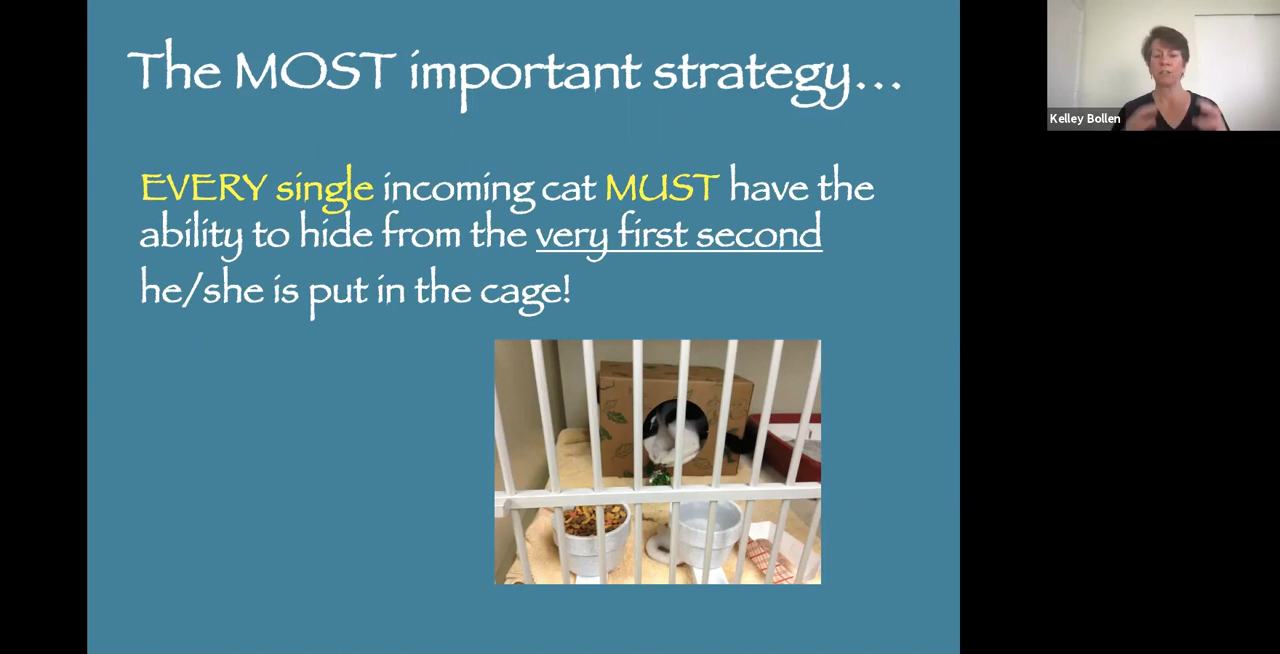 The MOST important strategy...
EVERY single incoming cat MUST have the
ability to hide from the very first second
he/she is put in the cage!
Kelley Bollen